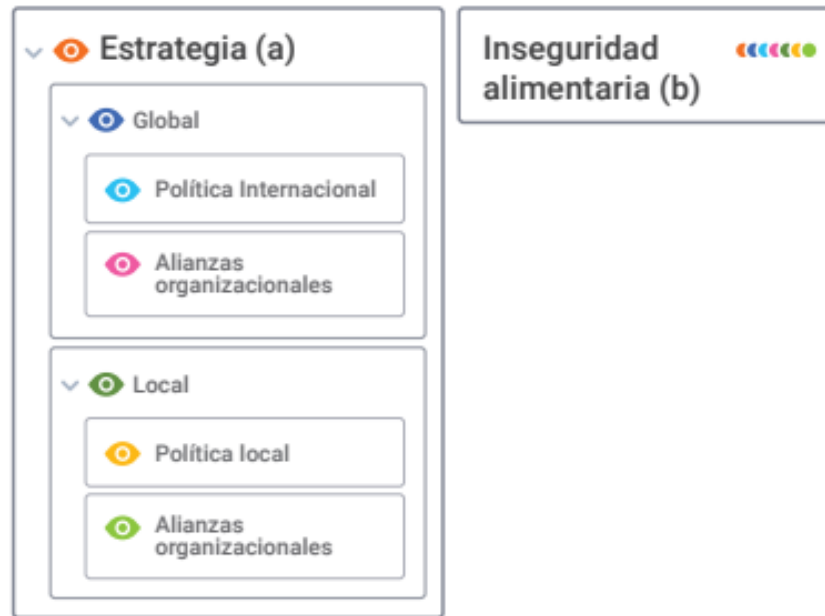 Estrategia (a)
Global
Política Internacional
Alianzas
organizacionales
Local
Política local
Alianzas
organizacionales
Inseguridad
alimentaria (b)